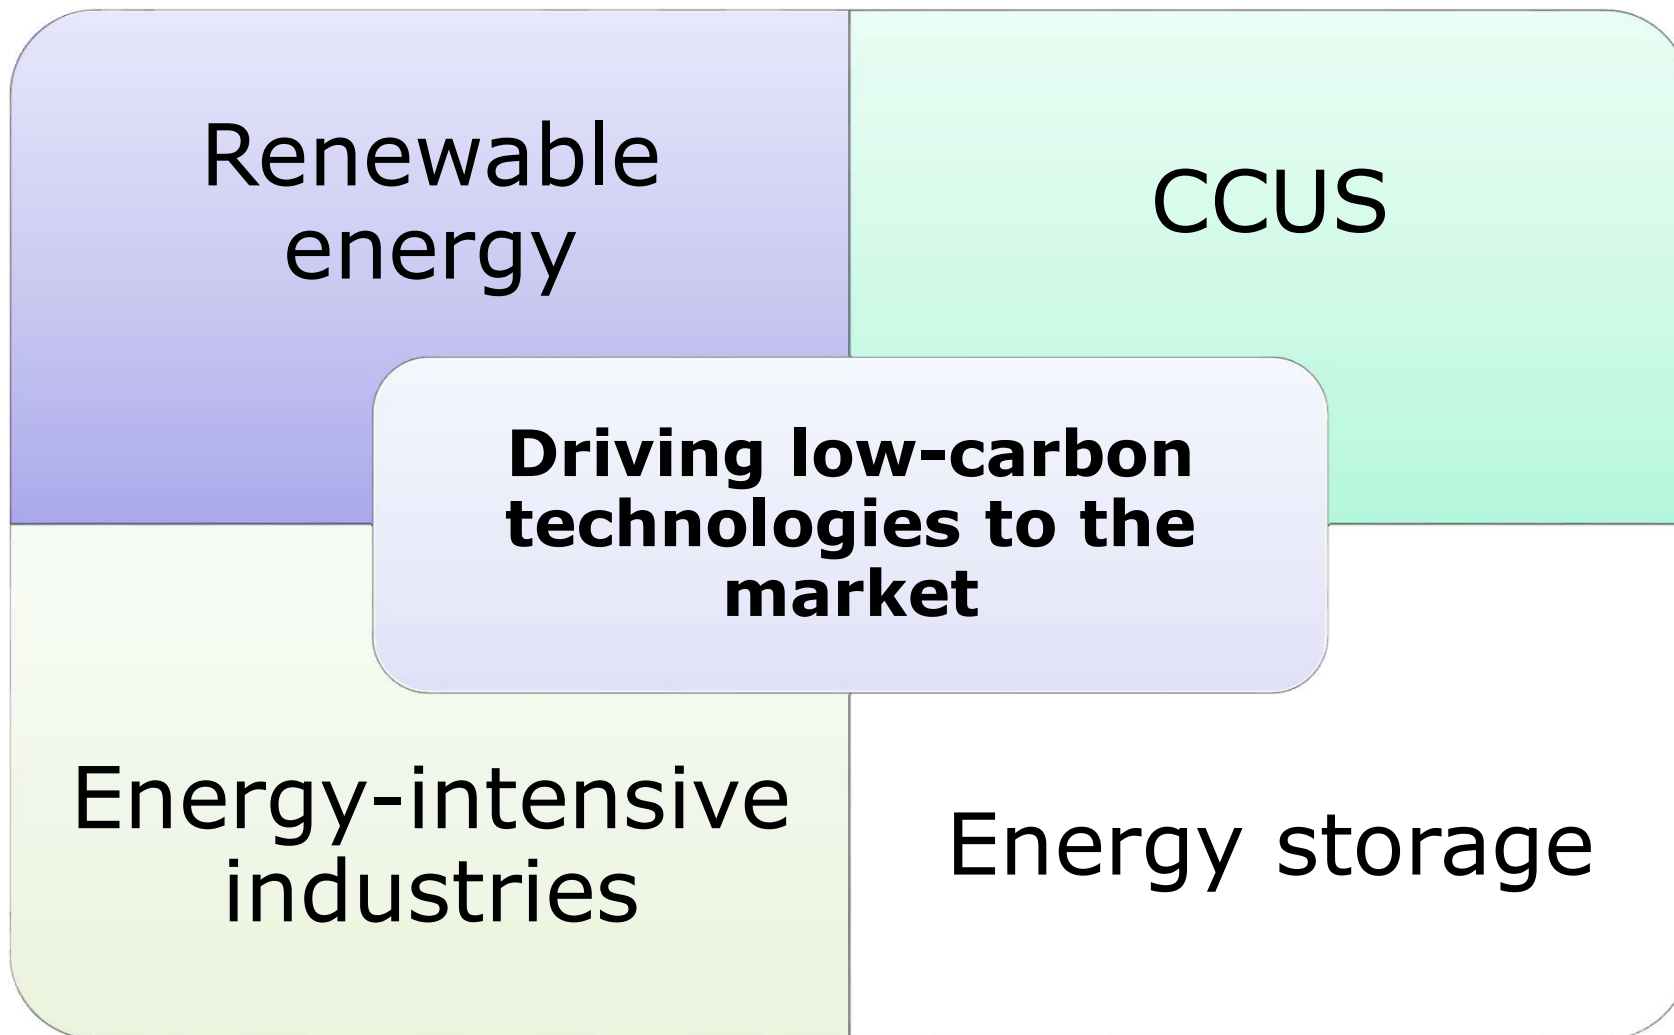 Renewable
energy
CCUS
Driving low-carbon
technologies to the
market
Energy-intensive
industries
Energy storage